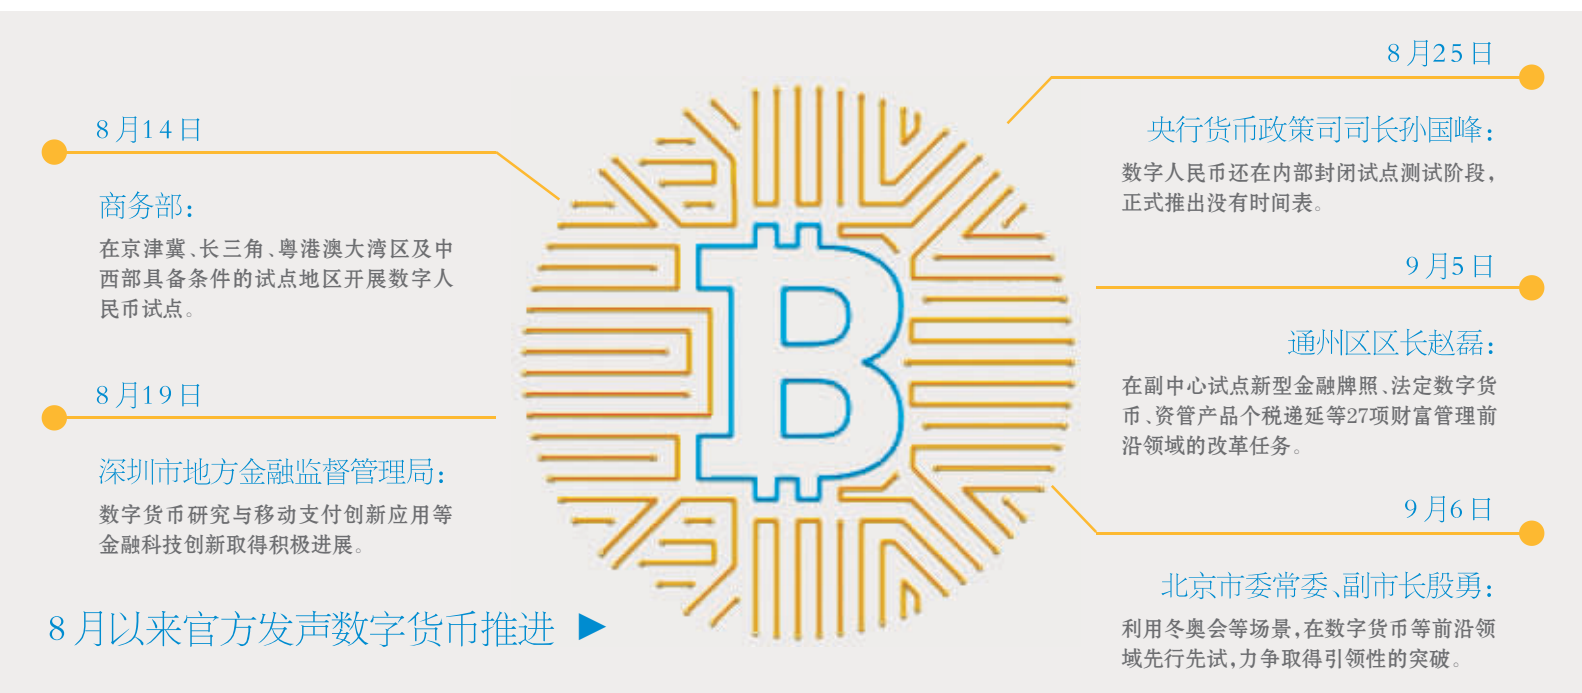 8月14日
商务部：
在京津冀、长三角、粤港澳大湾区及中
西部具备条件的试点地区开展数字人
民币试点。
8月19日
深圳市地方金融监督管理局：
数字货币研究与移动支付创新应用等
金融科技创新取得积极进展。
8月以来官方发声数字货币推进
8月25日
央行货币政策司司长孙国峰：
数字人民币还在内部封闭试点测试阶段，
正式推出没有时间表。
9月5日
通州区区长赵磊：
在副中心试点新型金融牌照、法定数字货
币、资管产品个税递延等27项财富管理前
沿领域的改革任务。
9月6日
北京市委常委、副市长殷勇：
利用冬奥会等场景，在数字货币等前沿领
域先行先试，力争取得引领性的突破。